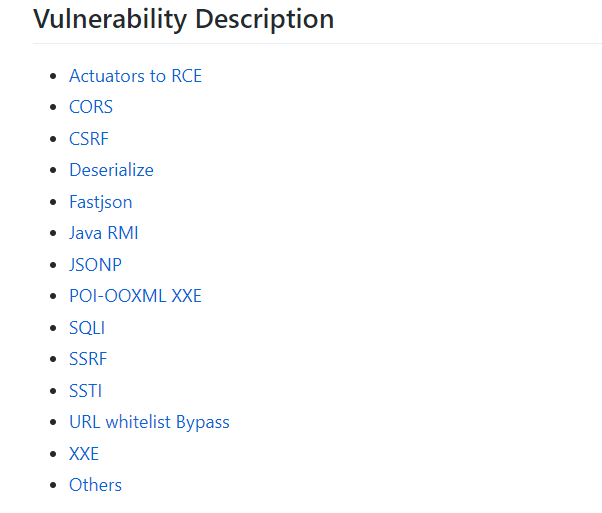 Vulnerability Description
Actuators to RCE
CORS
CSRF
Deserialize
Fastjson
Java RMI
JSONP
POI-OOXML XXE
SQLI
SSRF
SSTI
URL whitelist Bypass
XXE
Others